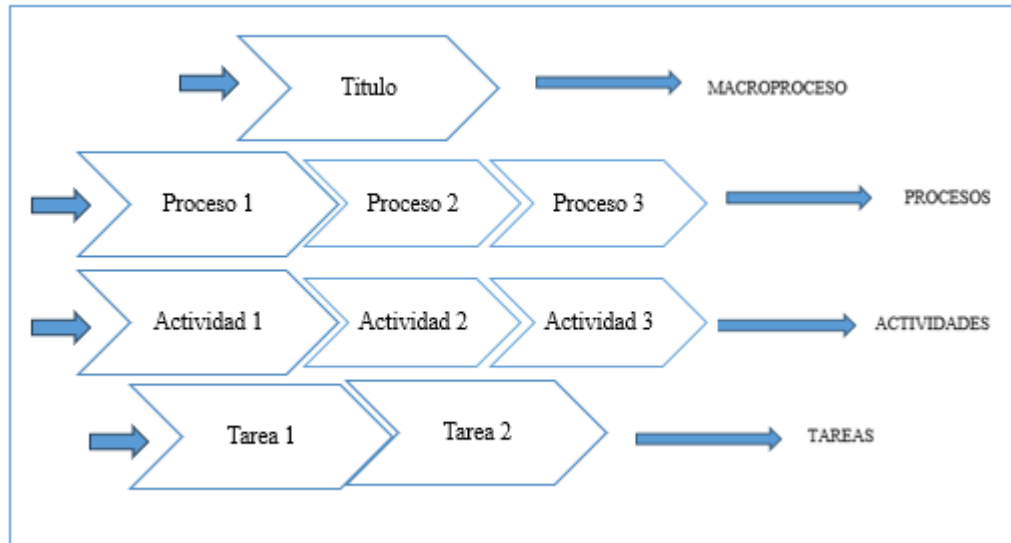 Titulo
MACROPROCESO
Proceso 1 Proceso 2 Proceso 3 PROCESOS
Actividad 1 Actividad 2 Actividad 3 ACTIVIDADES
Tarea 1 Tarea 2 TAREAS